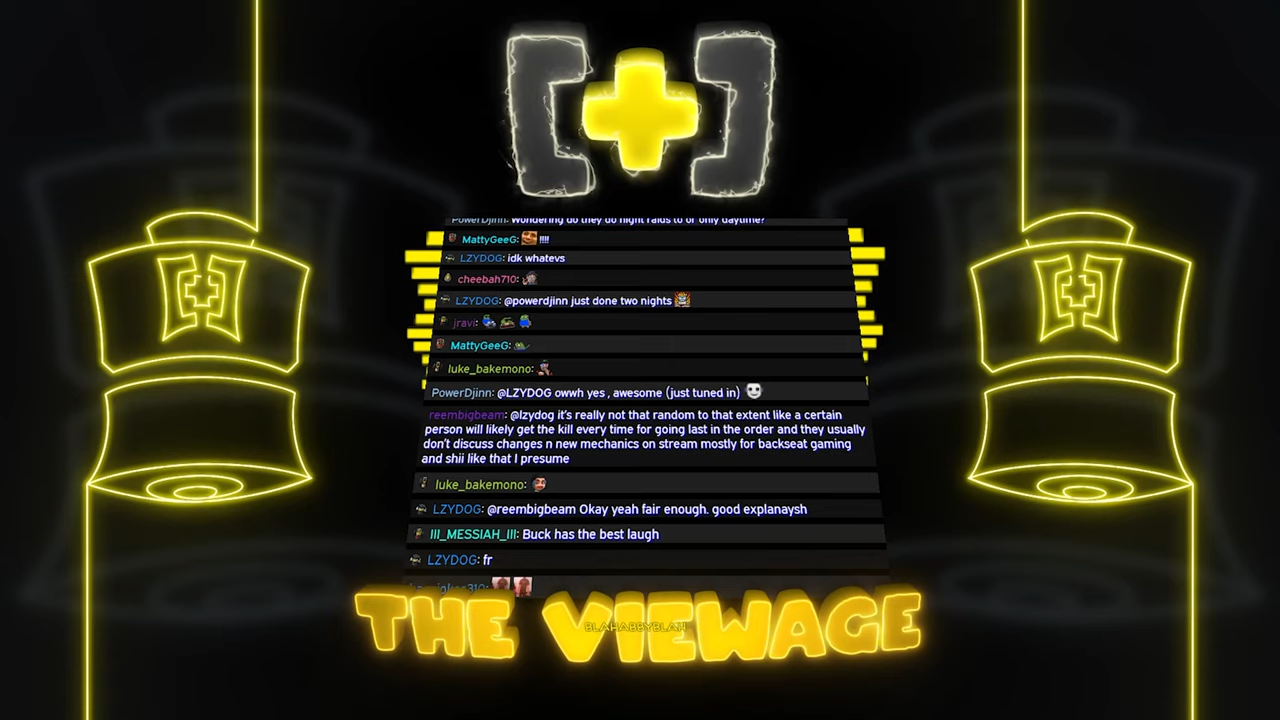 PowerDjinn: Wondering do they do night raids to or only daytime?
MattyGeeG: !!!!
LZYDOG: idk whatevs
cheebah710:
LZYDOG: @powerdjinn just done two nights
jravi:
MattyGeeG:
luke_bakemono:
PowerDjinn: @LZYDOG owwh yes , awesome (just tuned in)
reembigbeam: @lzydog it's really not that random to that extent like a certain
person will likely get the kill every time for going last in the order and they usually
don't discuss changes n new mechanics on stream mostly for backseat gaming
and shii like that I presume
luke_bakemono:
LZYDOG: @reembigbeam Okay yeah fair enough. good explanaysh
III_MESSIAH_III: Buck has the best laugh
LZYDOG: fr
THE VIEWAGE
BLAHABBYBLAH